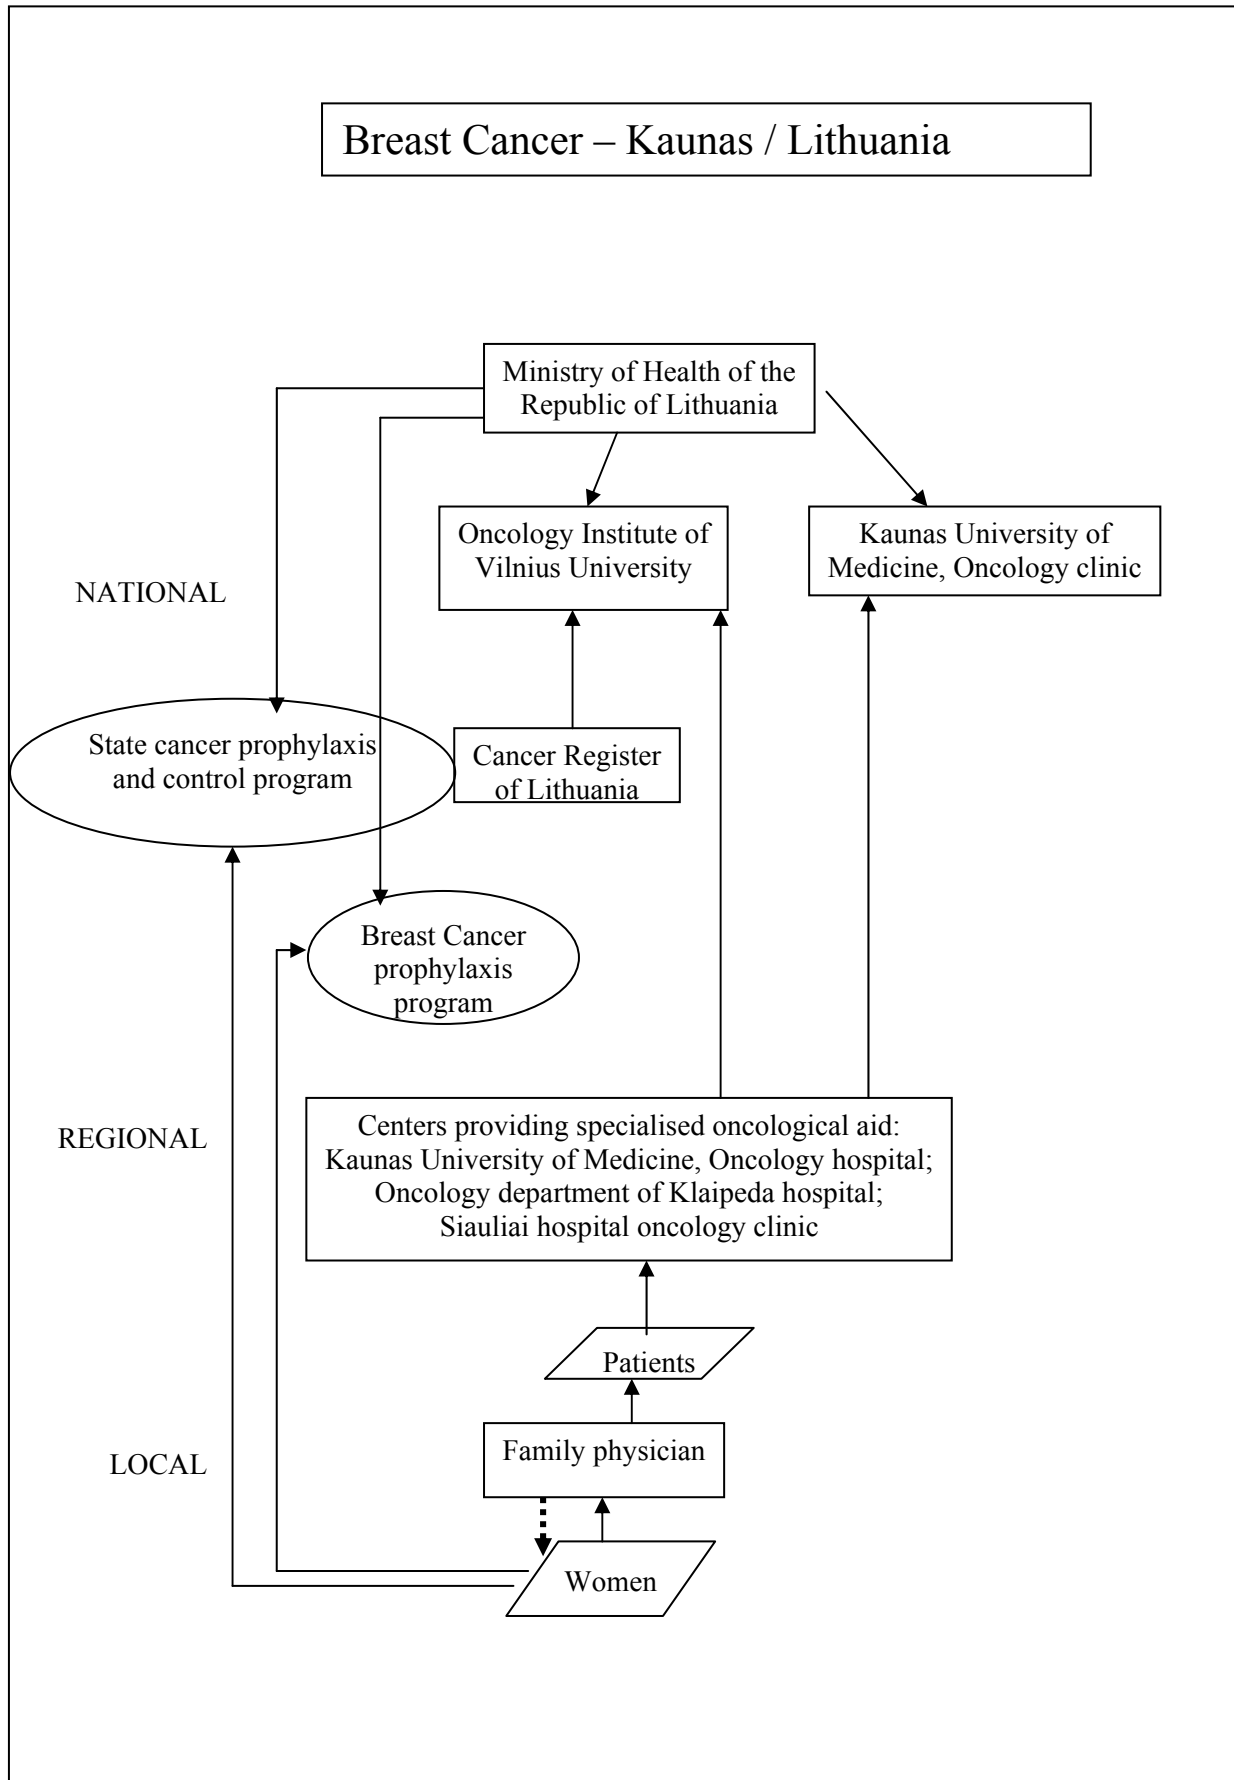 Breast Cancer – Kaunas / Lithuania
Ministry of Health of the
Republic of Lithuania
Oncology Institute of
Vilnius University
Kaunas University of
Medicine, Oncology clinic
NATIONAL
State cancer prophylaxis
and control program
Cancer Register
of Lithuania
Breast Cancer
prophylaxis
program
REGIONAL
Centers providing specialised oncological aid:
Kaunas University of Medicine, Oncology hospital;
Oncology department of Klaipeda hospital;
Siauliai hospital oncology clinic
Patients
Family physician
LOCAL
Women